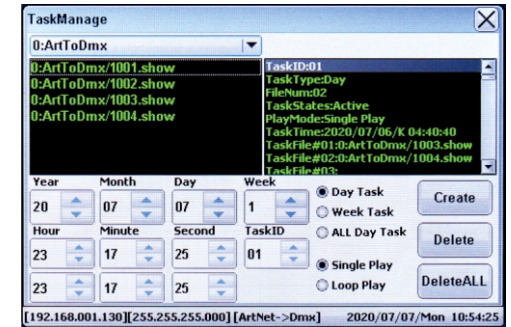 TaskManage
0:ArtToDmx
0:ArtToDmx/1001.show
0:ArtToDmx/1002.show
0:ArtToDmx/1003.show
0:ArtToDmx/1004.show
TaskID:01
TaskType:Day
FileNum:02
TaskStates:Active
PlayMode:Single Play
TaskTime:2020/07/06/K 04:40:40
TaskFile#01:0:ArtToDmx/1003.show
TaskFile#02:0:ArtToDmx/1004.show
TaskFile#03:
Year Month Day Week
20 07 07 1
Hour Minute Second TaskID
23 17 25 01
23 17 25
Day Task
Week Task
ALL Day Task
Single Play
Loop Play
Create
Delete
DeleteALL
[192.168.001.130][255.255.255.000] [ArtNet->Dmx] 2020/07/07/Mon 10:54:25